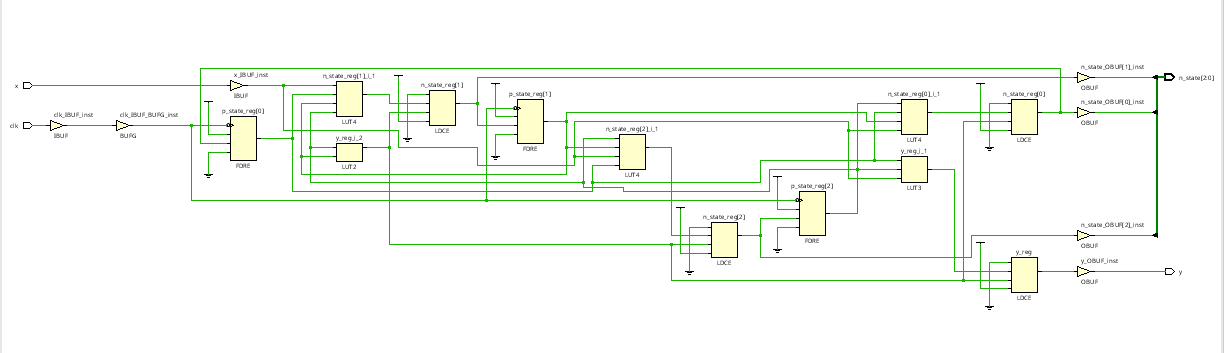 n_state_OBUF[1]_inst
x_IBUF_inst
n_state_reg[1]_i_1
n_state[2:0]
x
n_state_reg[1]
IBUF
OBUF
p_state_reg[1]
n_state_reg[0]_i_1
n_state_reg[0]
n_state_OBUF[0]_inst
clk_IBUF_inst
clk_IBUF_BUFG_inst
p_state_reg[0]
OBUF
LUT4
LDCE
clk
n_state_reg[2]_i_1
IBUF
BUFG
y_reg_i_2
LUT4
LDCE
FDRE
y_reg_i_1
FDRE
LUT2
LUT4
p_state_reg[2]
LUT3
n_state_reg[2]
n_state_OBUF[2]_inst
FDRE
OBUF
y_reg
LDCE
y_OBUF_inst
y
OBUF
LDCE